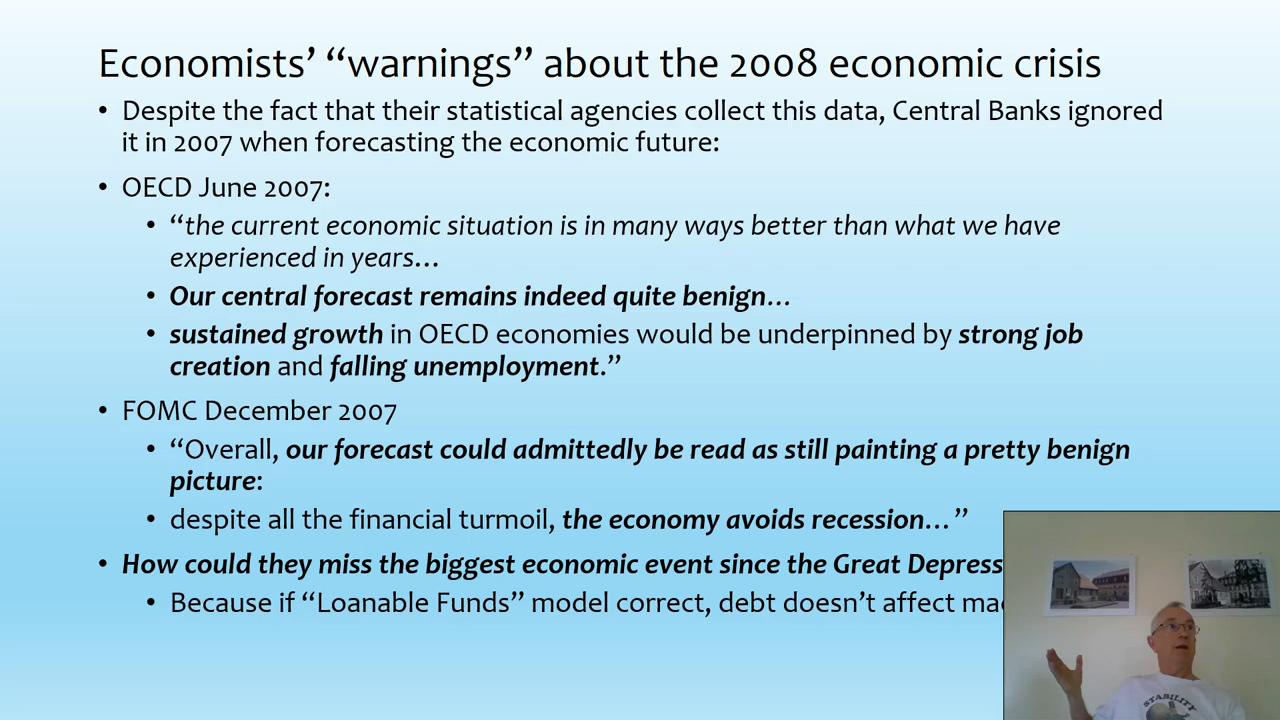 Economists’ “warnings” about the 2008 economic crisis
• Despite the fact that their statistical agencies collect this data, Central Banks ignored
it in 2007 when forecasting the economic future:
• OECD June 2007:
• “the current economic situation is in many ways better than what we have
experienced in years…
• Our central forecast remains indeed quite benign…
• sustained growth in OECD economies would be underpinned by strong job
creation and falling unemployment.”
• FOMC December 2007
• “Overall, our forecast could admittedly be read as still painting a pretty benign
picture:
• despite all the financial turmoil, the economy avoids recession…”
• How could they miss the biggest economic event since the Great Depress
• Because if “Loanable Funds” model correct, debt doesn’t affect mac
STABILITY